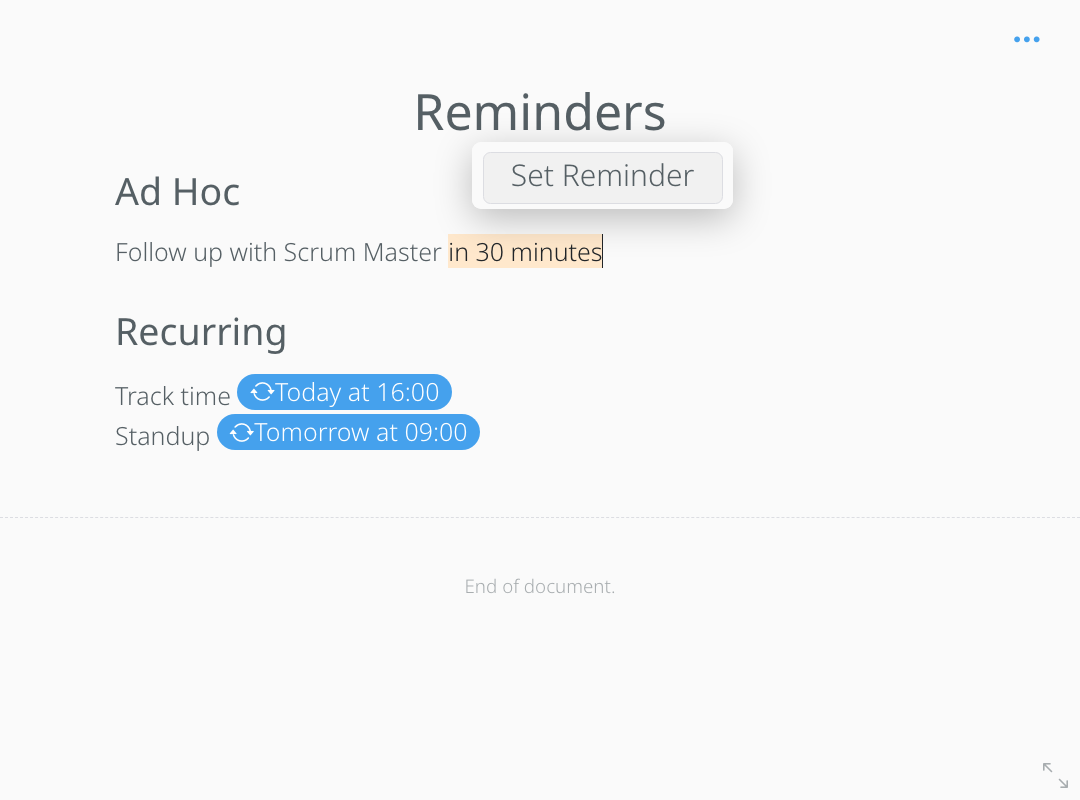 Reminders
Set Reminder
Ad Hoc
Follow up with Scrum Master in 30 minutes
Recurring
Track time Today at 16:00
Standup Tomorrow at 09:00
End of document.